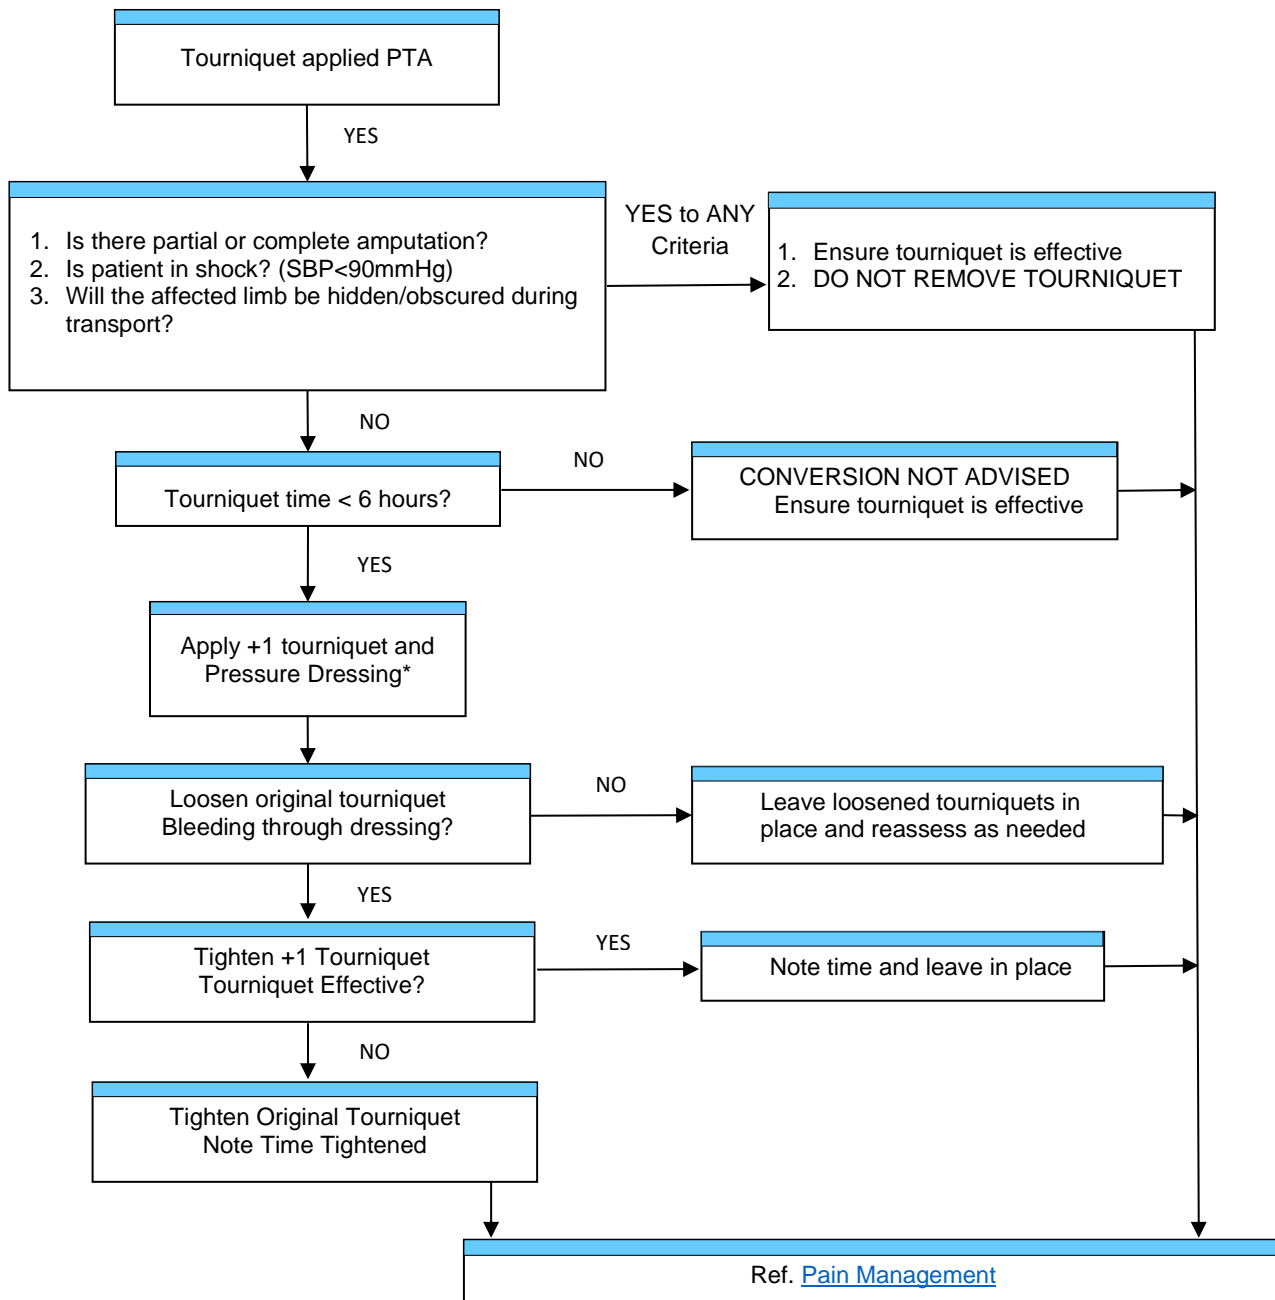 Tourniquet applied PTA
YES
1. Is there partial or complete amputation?
2. Is patient in shock? (SBP<90mmHg)
3. Will the affected limb be hidden/obscured during
transport?
YES to ANY
Criteria
1. Ensure tourniquet is effective
2. DO NOT REMOVE TOURNIQUET
NO
Tourniquet time < 6 hours?
NO
CONVERSION NOT ADVISED
Ensure tourniquet is effective
YES
Apply +1 tourniquet and
Pressure Dressing*
Loosen original tourniquet
Bleeding through dressing?
NO
Leave loosened tourniquets in
place and reassess as needed
YES
Tighten +1 Tourniquet
Tourniquet Effective?
YES
Note time and leave in place
NO
Tighten Original Tourniquet
Note Time Tightened
Ref. Pain Management